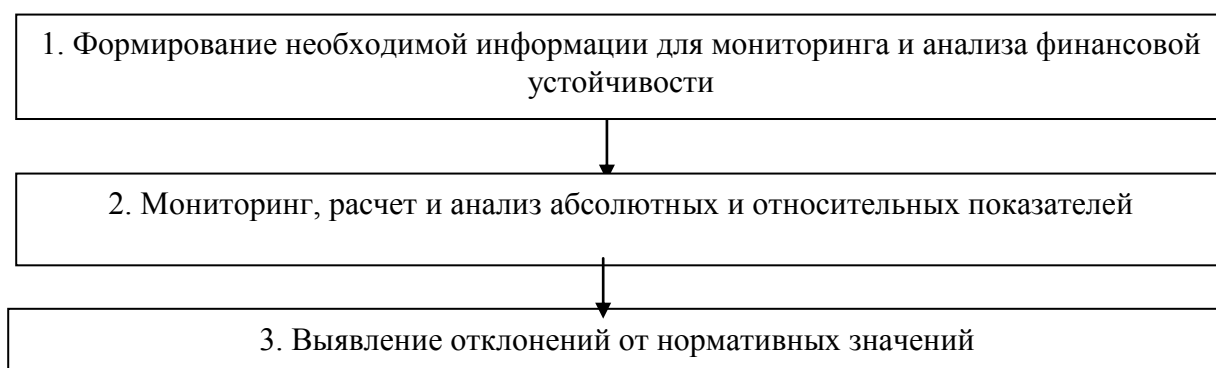 1. Формирование необходимой информации для мониторинга и анализа финансовой
устойчивости
2. Мониторинг, расчет и анализ абсолютных и относительных показателей
3. Выявление отклонений от нормативных значений